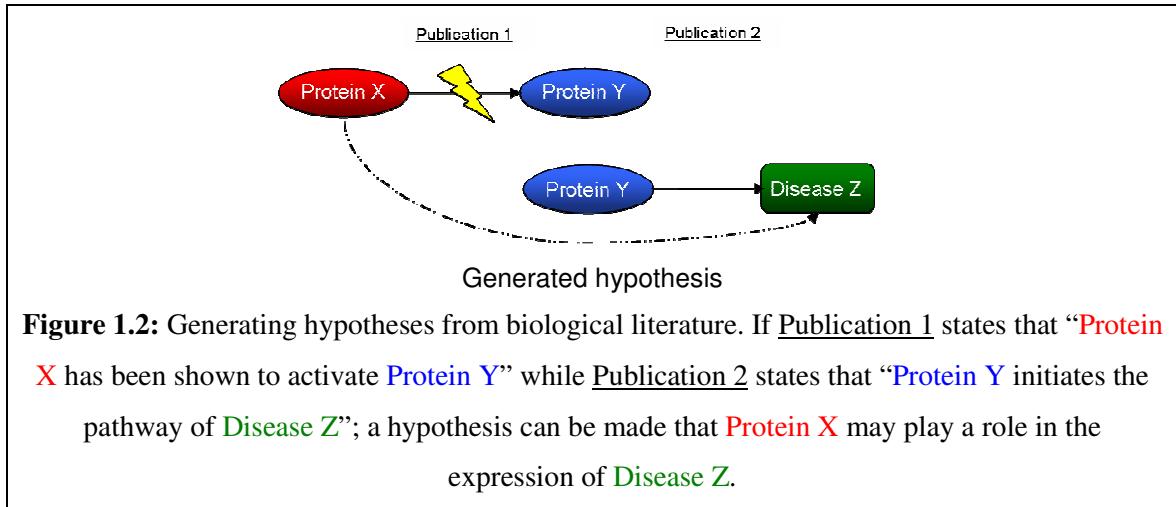 Publication 1 Publication 2
Protein X Protein Y
Protein Y Disease Z
Generated hypothesis
Figure 1.2: Generating hypotheses from biological literature. If Publication 1 states that “Protein
X has been shown to activate Protein Y” while Publication 2 states that “Protein Y initiates the
pathway of Disease Z”; a hypothesis can be made that Protein X may play a role in the
expression of Disease Z.